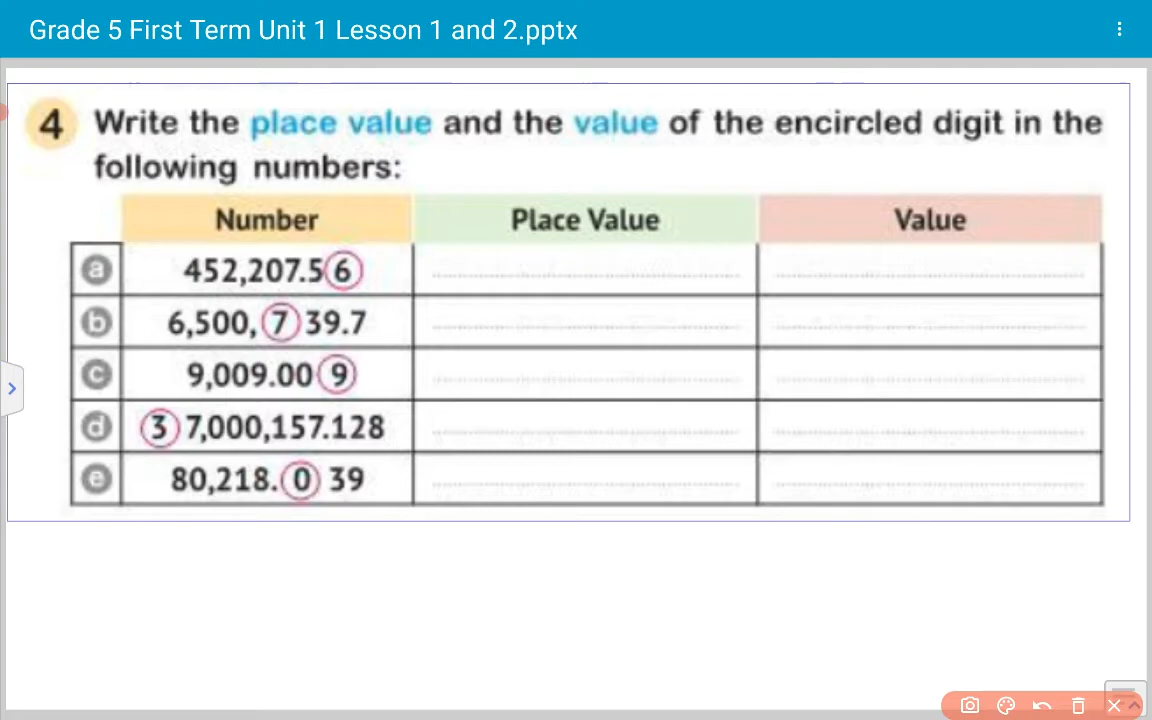 Grade 5 First Term Unit 1 Lesson 1 and 2.pptx
4 Write the place value and the value of the encircled digit in the
following numbers:
Number Place Value Value
a 452,207.56
b 6,500,739.7
c 9,009.009
d 37,000,157.128
e 80,218.039